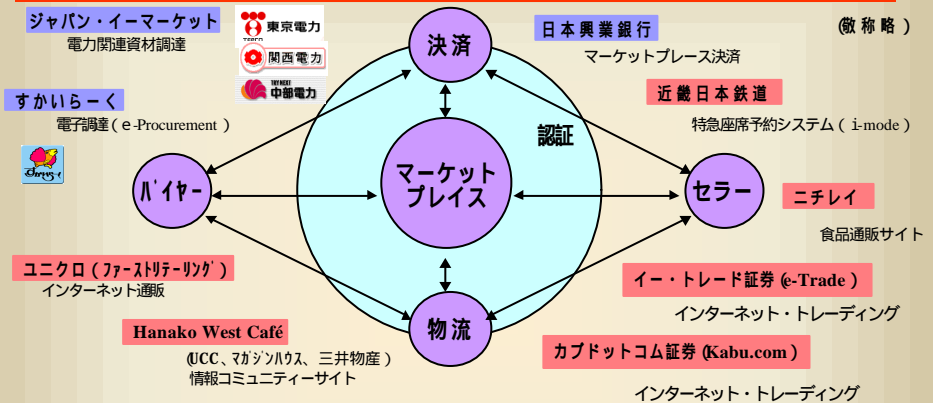 ジャパン・イーマーケット
電力関連資材調達
東京電力
TEPCO
関西電力
TRY NEXT
中部電力
決済
日本興業銀行
マーケットプレース決済
(敬称略)
近畿日本鉄道
特急座席予約システム(i-mode)
すかいらーく
電子調達(e-Procurement)
認証
マーケット
プレイス
バイヤー
セラー
ニチレイ
食品通販サイト
ユニクロ(ファーストリテーリング)
インターネット通販
イー・トレード証券(e-Trade)
インターネット・トレーディング
物流
Hanako West Café
(UCC、マガジンハウス、三井物産)
情報コミュニティーサイト
カブドットコム証券(Kabu.com)
インターネット・トレーディング